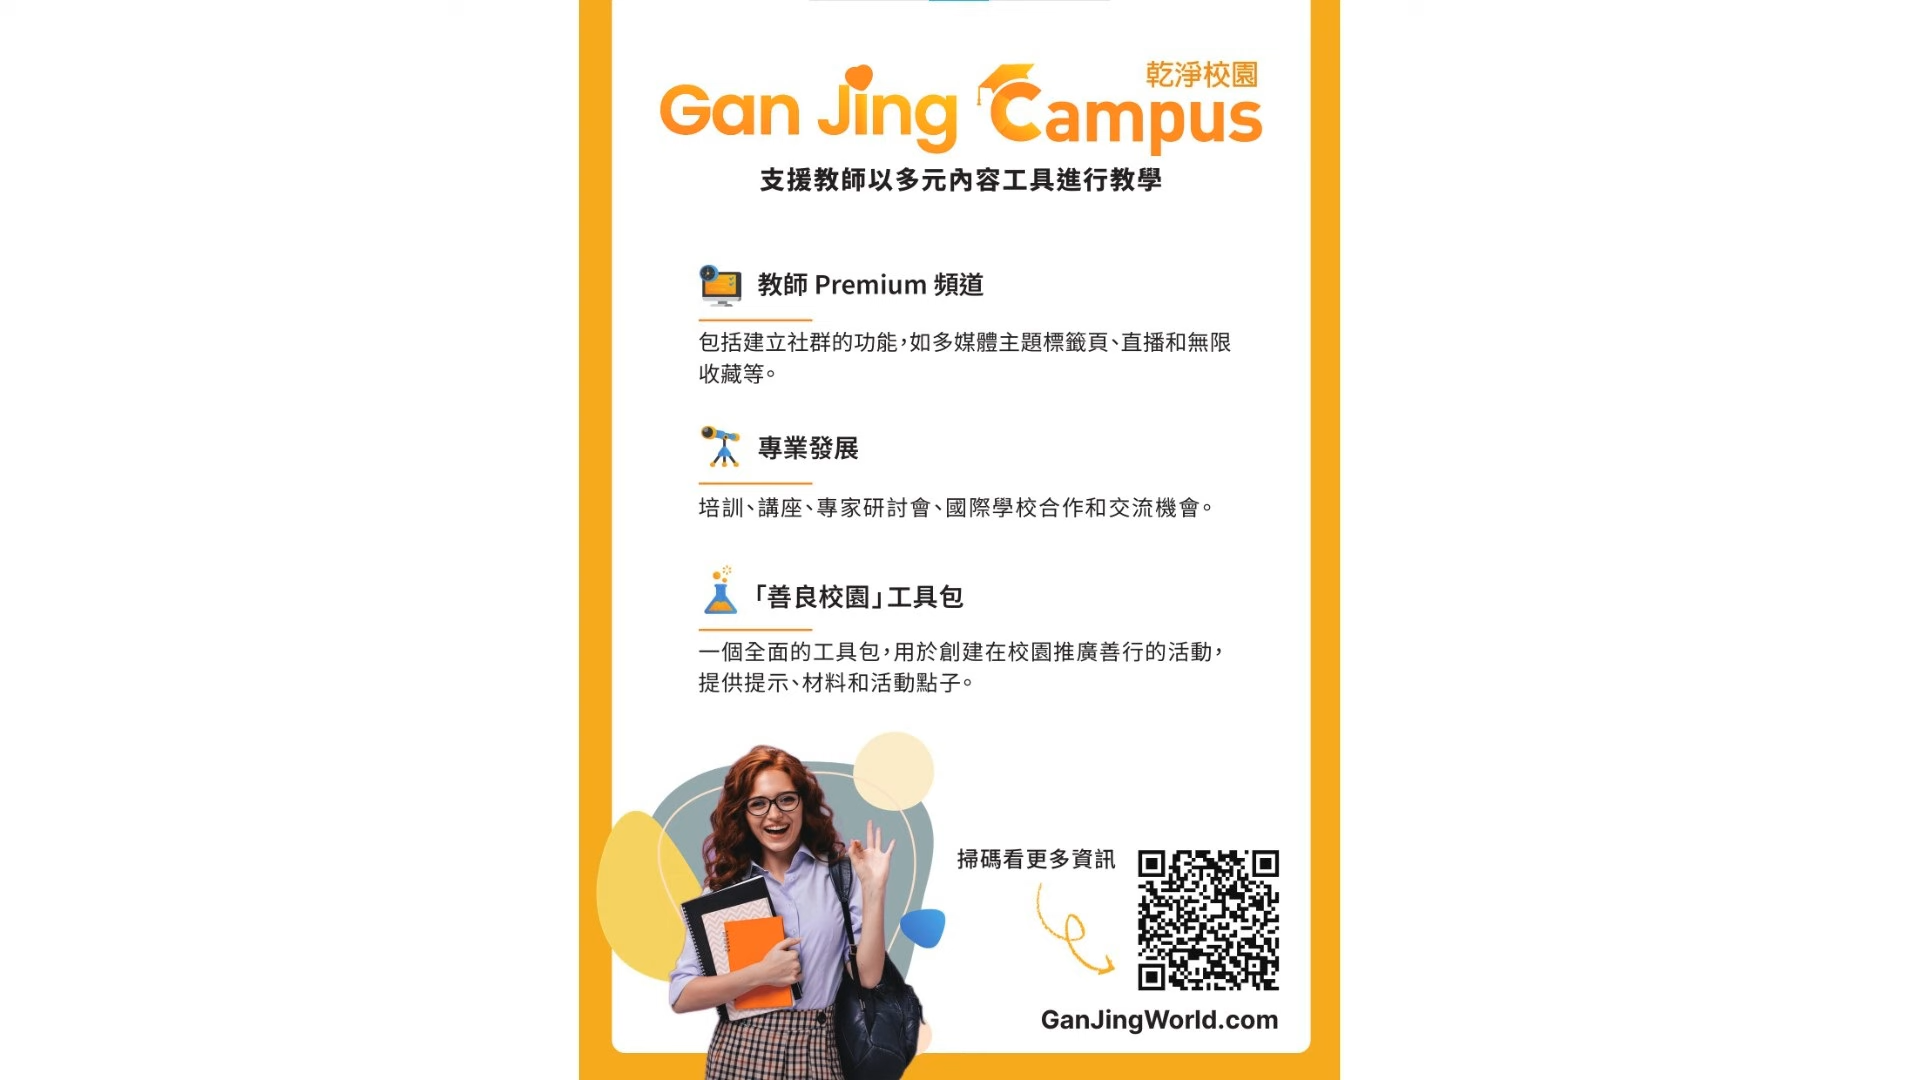 乾淨校園
Gan Jing Campus
支援教師以多元內容工具進行教學
教師 Premium 頻道
包括建立社群的功能，如多媒體主題標籤頁、直播和無限
收藏等。
專業發展
培訓、講座、專家研討會、國際學校合作和交流機會。
「善良校園」工具包
一個全面的工具包，用於創建在校園推廣善行的活動，
提供提示、材料和活動點子。
掃碼看更多資訊
GanJingWorld.com